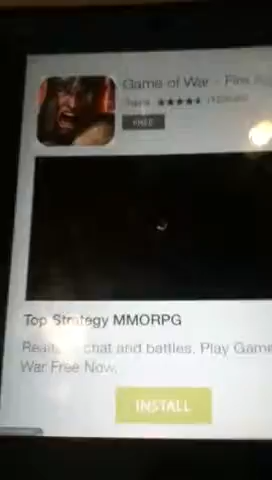 Game of War - Fire
FREE
Top Strategy MMORPG
chat and battles. Play Game
War Free Now.
INSTALL